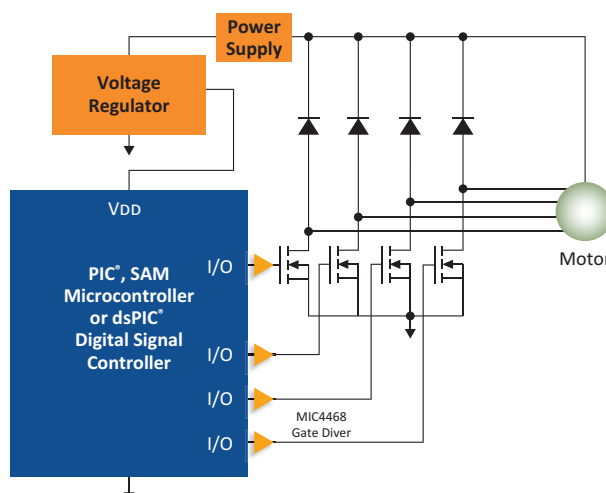 Power
Supply
Voltage
Regulator
VDD
PIC®, SAM
Microcontroller
or dsPIC®
Digital Signal
Controller
I/O
I/O
I/O
I/O
MIC4468
Gate Diver
Motor